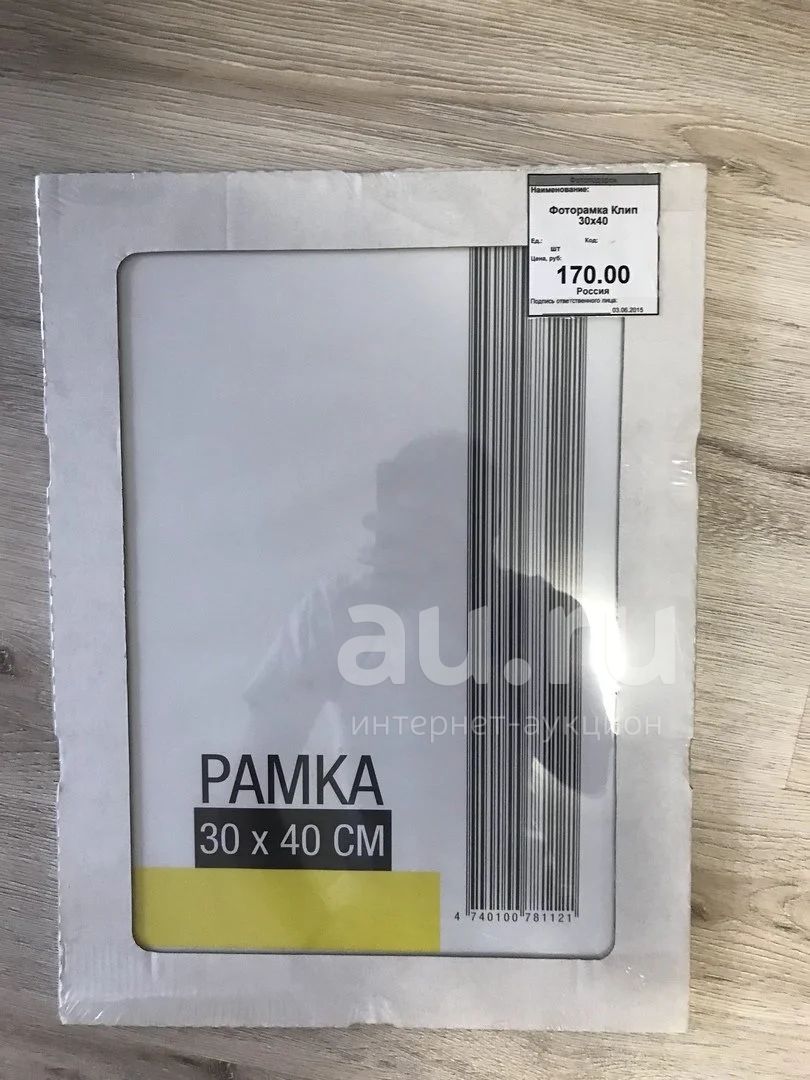 Наименование:
Фоторамка Клип
30х40
Ед.: Код:
шт
Цена, руб:
170.00
Россия
Подпись ответственного лица:
03.06.2015
au.ru
интернет-аукцион
РАМКА
30 х 40 СМ
4 740100 781121